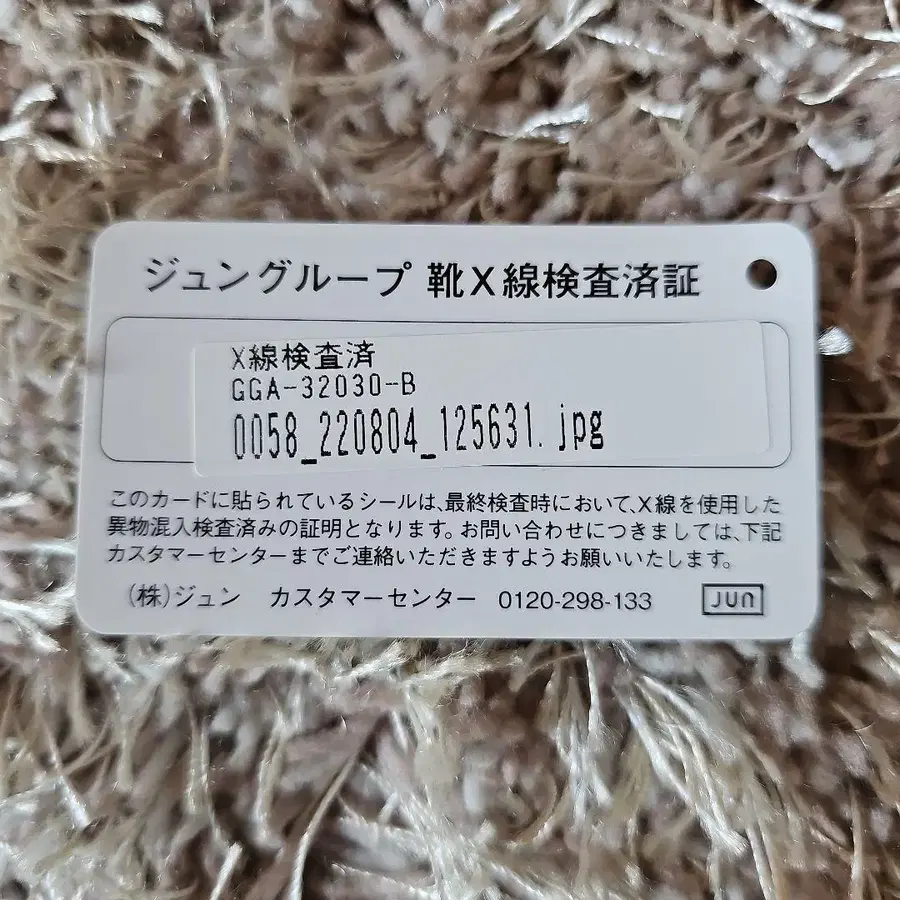 ジュングループ 靴X線検査済証
X線検査済
GGA-32030-B
0058_220804_125631.jpg
このカードに貼られているシールは、最終検査時において、X線を使用した
異物混入検査済みの証明となります。お問い合わせにつきましては、下記
カスタマーセンターまでご連絡いただきますようお願いいたします。
(株)ジュン カスタマーセンター 0120-298-133 JUN